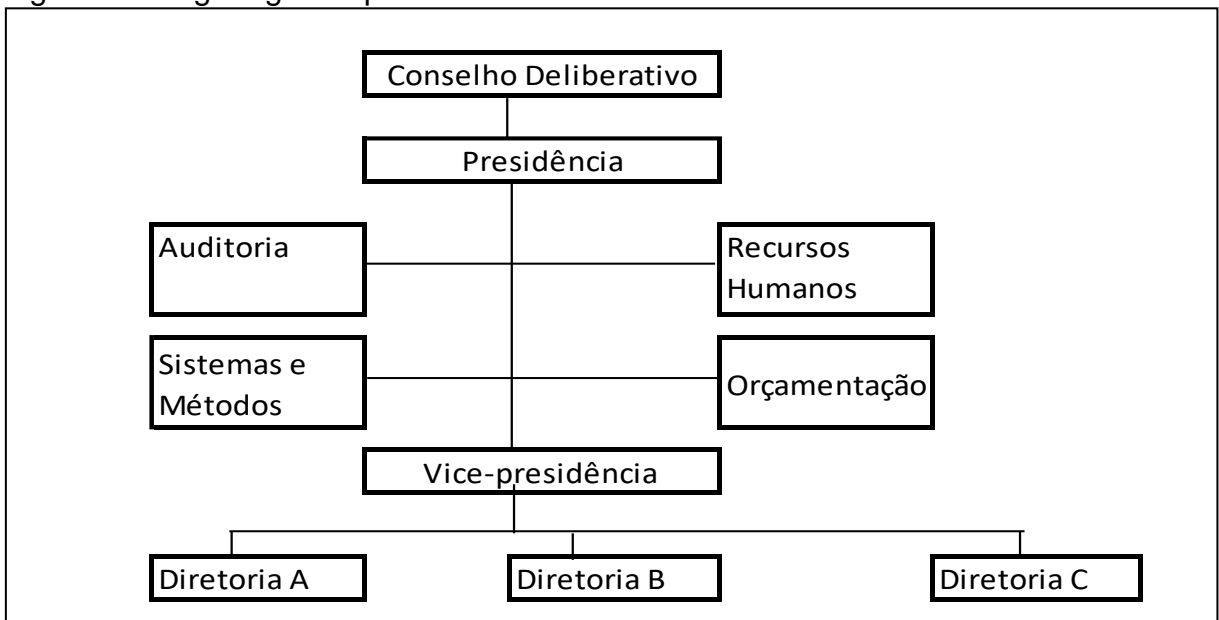 Conselho Deliberativo
Presidência
Auditoria
Recursos
Humanos
Sistemas e
Métodos
Orçamentação
Vice-presidência
Diretoria A
Diretoria B
Diretoria C